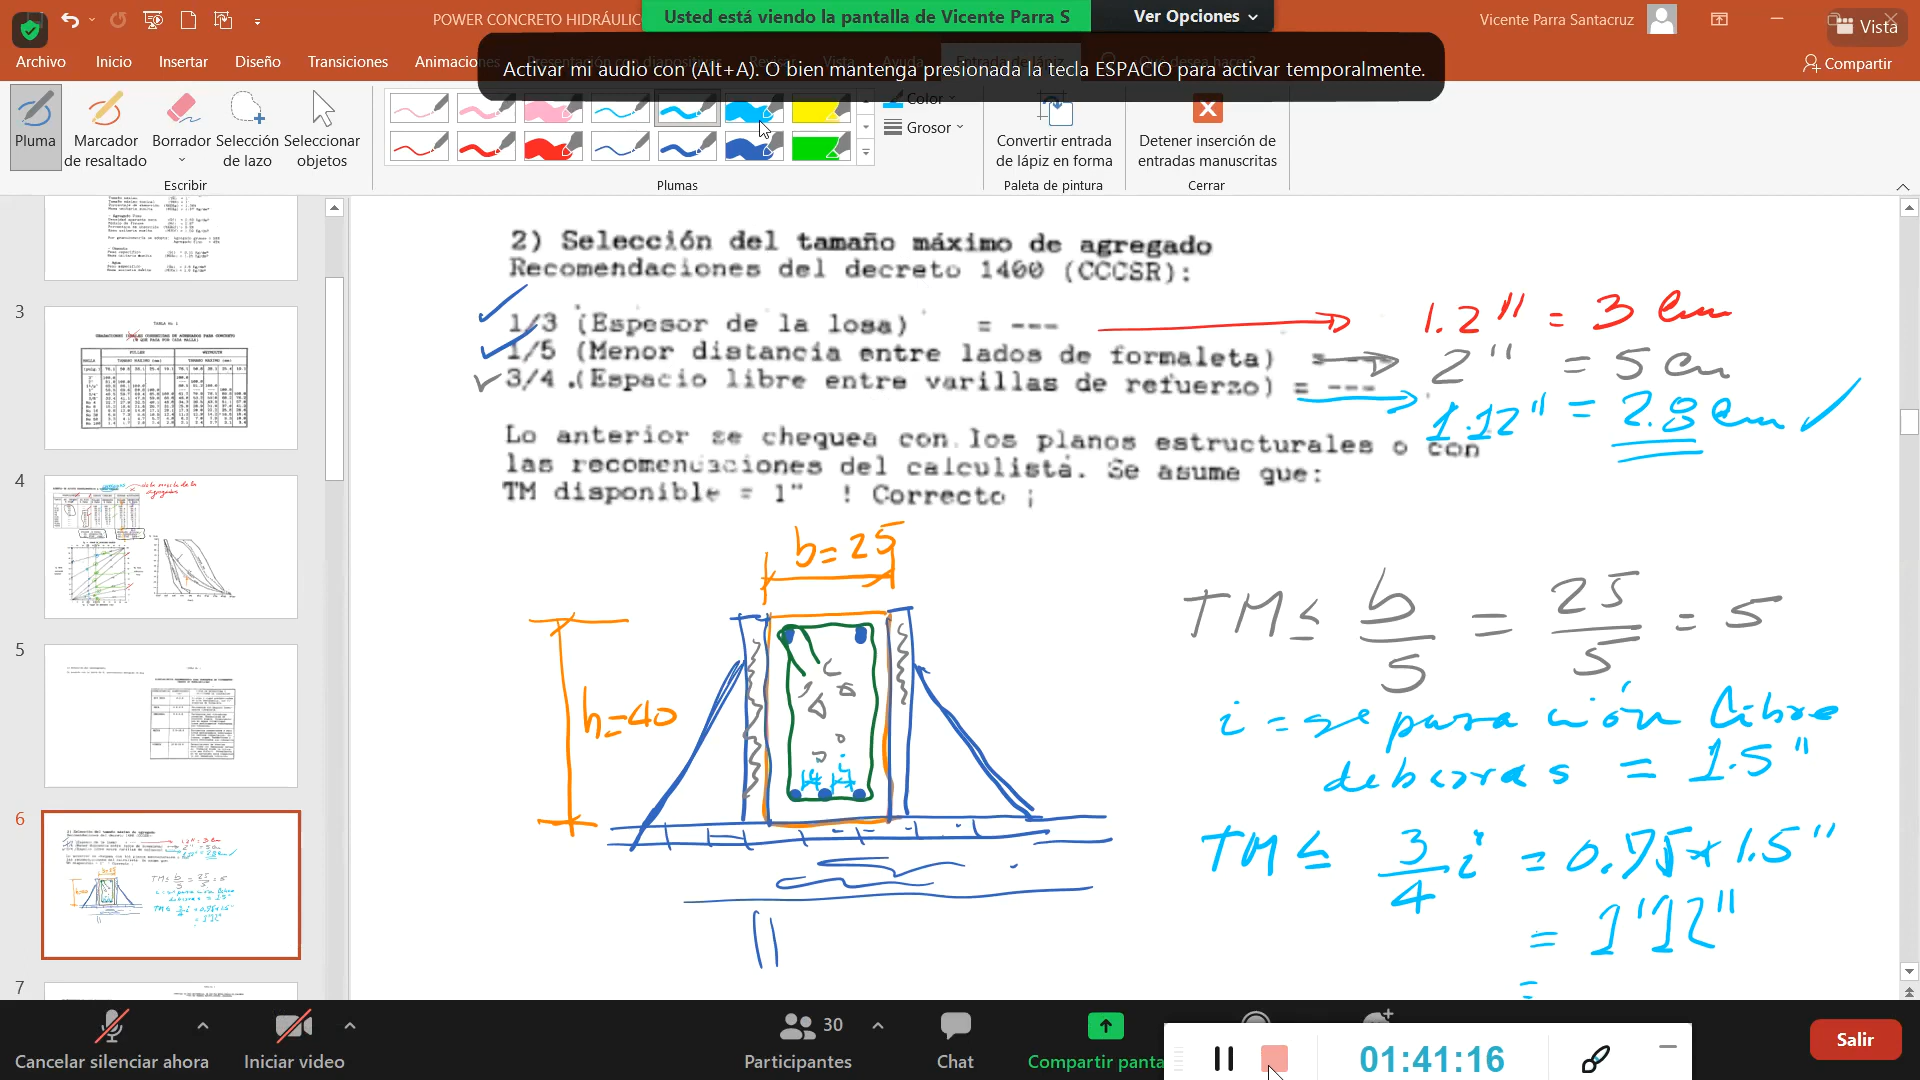 POWER CONCRETO HIDRÁULIC
Usted está viendo la pantalla de Vicente Parra S
Ver Opciones
Vicente Parra Santacruz
Vista
Archivo
Inicio
Insertar
Diseño
Transiciones
Animacion
Activar mi audio con (Alt+A). O bien mantenga presionada la tecla ESPACIO para activar temporalmente.
Compartir
Pluma
Marcador de resaltado
Borrador
Selección de lazo
Seleccionar objetos
Color
Grosor
Convertir entrada de lápiz en forma
Detener inserción de entradas manuscritas
Escribir
Plumas
Paleta de pintura
Cerrar
3
4
5
6
7
2) Selección del tamaño máximo de agregado
Recomendaciones del decreto 1400 (CCCSR):
1/3 (Espesor de la losa) = ---
1.2" = 3 cm
1/5 (Menor distancia entre lados de formaleta) = ---
2" = 5 cm
3/4 (Espacio libre entre varillas de refuerzo) = ---
1.12" = 2.8 cm
Lo anterior se chequea con los planos estructurales o con
las recomendaciones del calculista. Se asume que:
TM disponible = 1" ! Correcto ¡
b=25
h=40
TM ≤ b/5 = 25/5 = 5
i = separación libre
de barras = 1.5"
TM ≤ 3/4 i = 0.75 * 1.5"
= 1'12"
=
Cancelar silenciar ahora
Iniciar video
30
Participantes
Chat
Compartir panta
01:41:16
Salir